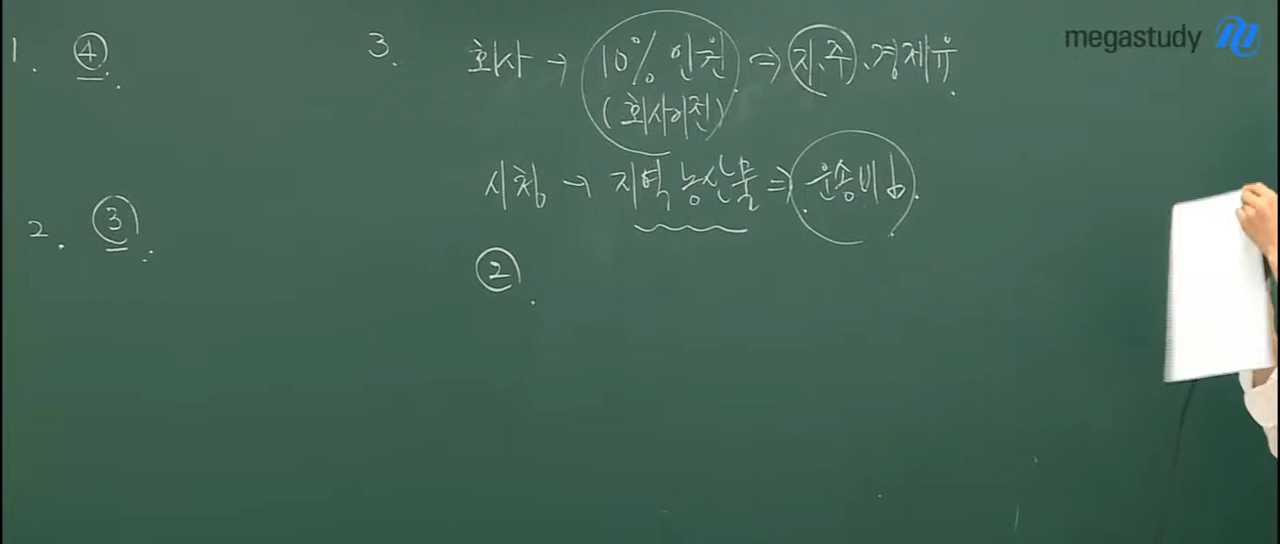 megastudy
1. ④
3. 회사 → 10% 인원 ⇒ 지.주.경제유
(회사이전)
시청 → 지역 농산물 ⇒ 운송비↓
2. ③
②